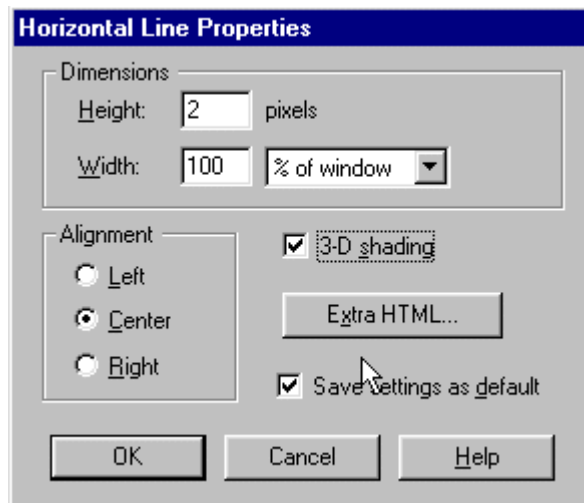 Horizontal Line Properties
Dimensions
Height: 2 pixels
Width: 100 % of window
Alignment
Left
Center
Right
3-D shading
Extra HTML...
Save settings as default
OK Cancel Help